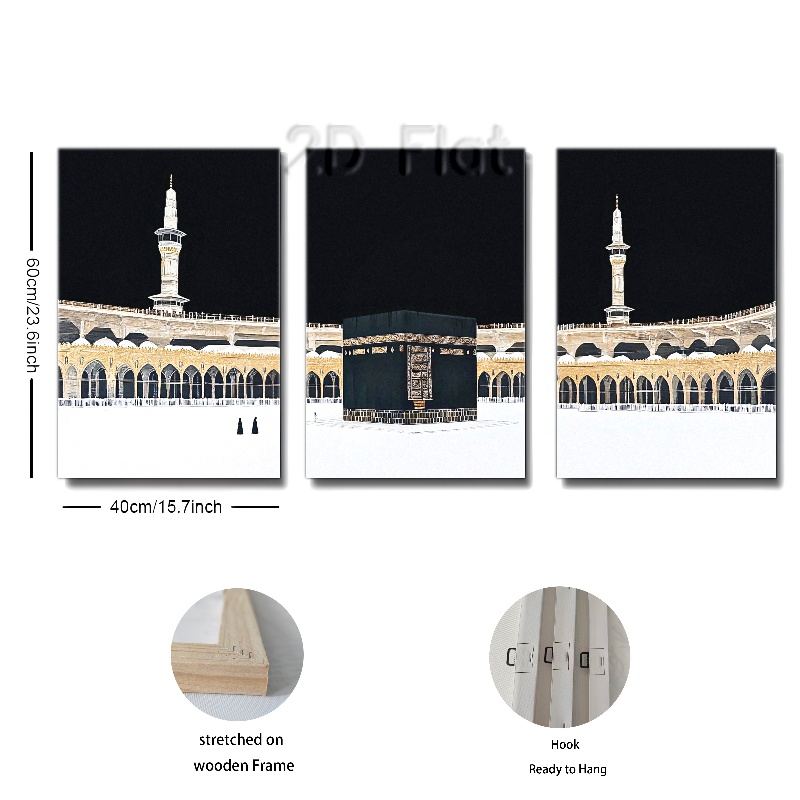 2D Flat
60cm/23.6inch
40cm/15.7inch
stretched on
wooden Frame
Hook
Ready to Hang